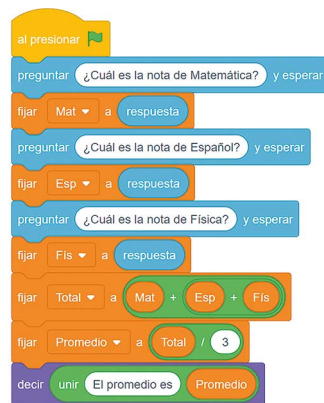 al presionar
preguntar ¿Cuál es la nota de Matemática? y esperar
fijar Mat a respuesta
preguntar ¿Cuál es la nota de Español? y esperar
fijar Esp a respuesta
preguntar ¿Cuál es la nota de Física? y esperar
fijar Fís a respuesta
fijar Total a Mat + Esp + Fís
fijar Promedio a Total / 3
decir unir El promedio es Promedio